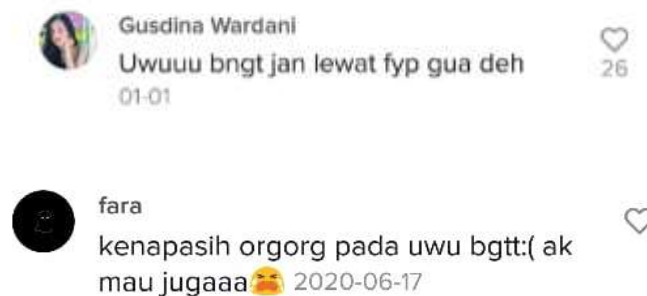 Gusdina Wardani
Uwuuu bngt jan lewat fyp gua deh
26
01-01
fara
kenapasih orgorg pada uwu bgtt:( ak
mau jugaaa😫 2020-06-17